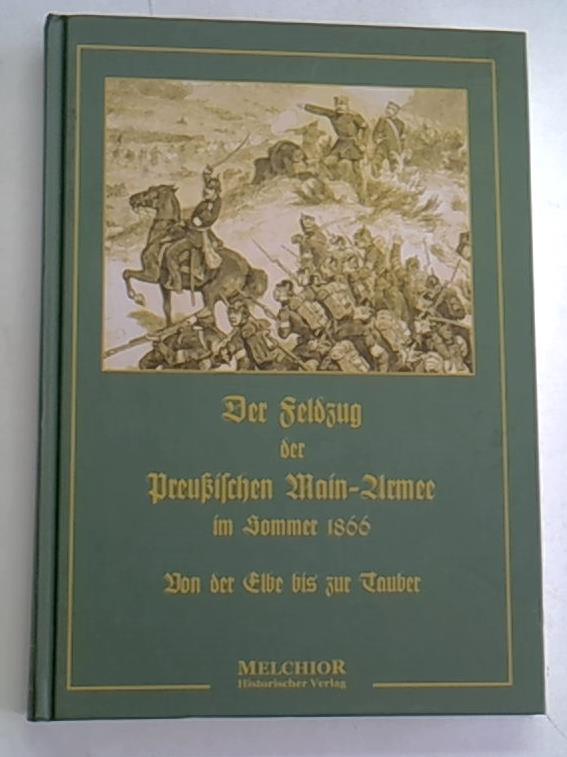 Der Feldzug
der
Preußischen Main-Armee
im Sommer 1866
Von der Elbe bis zur Tauber
MELCHIOR
Historischer Verlag